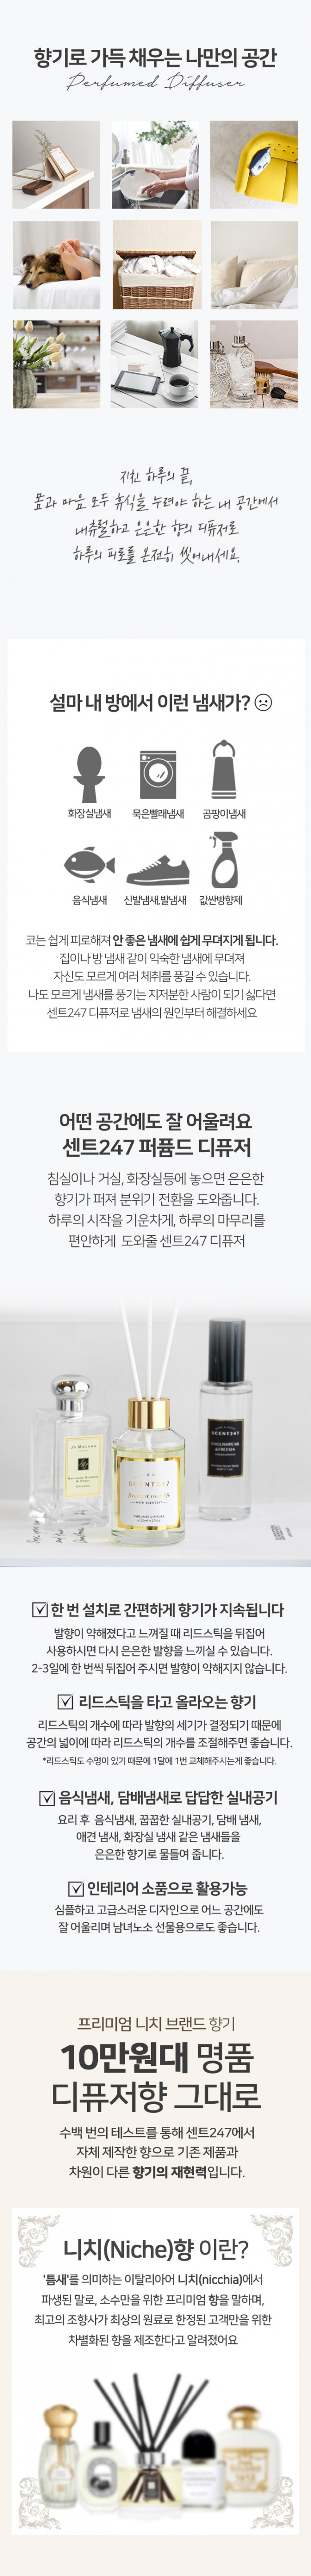 향기로 가득 채우는 나만의 공간
Perfumed Diffuser
지친 하루의 끝,
몸과 마음 모두 휴식을 누려야 하는 내 공간에서
내츄럴하고 은은한 향의 디퓨저로
하루의 피로를 온전히 씻어내세요.
설마 내 방에서 이런 냄새가?
화장실냄새 묵은빨래냄새 곰팡이냄새
음식냄새 신발냄새,발냄새 값싼방향제
코는 쉽게 피로해져 안 좋은 냄새에 쉽게 무뎌지게 됩니다.
집이나 방 냄새 같이 익숙한 냄새에 무뎌져
자신도 모르게 여러 체취를 풍길 수 있습니다.
나도 모르게 냄새를 풍기는 지저분한 사람이 되기 싫다면
센트247 디퓨저로 냄새의 원인부터 해결하세요
어떤 공간에도 잘 어울려요
센트247 퍼퓸드 디퓨저
침실이나 거실, 화장실등에 놓으면 은은한
향기가 퍼져 분위기 전환을 도와줍니다.
하루의 시작을 기운차게, 하루의 마무리를
편안하게 도와줄 센트247 디퓨저
JO MALONE
LONDON
SCENT247
SCENT247
ENGLISHPEAR
&FREESIA
한 번 설치로 간편하게 향기가 지속됩니다
발향이 약해졌다고 느껴질 때 리드스틱을 뒤집어
사용하시면 다시 은은한 발향을 느끼실 수 있습니다.
2-3일에 한 번씩 뒤집어 주시면 발향이 약해지지 않습니다.
리드스틱을 타고 올라오는 향기
리드스틱의 개수에 따라 발향의 세기가 결정되기 때문에
공간의 넓이에 따라 리드스틱의 개수를 조절해주면 좋습니다.
*리드스틱도 수명이 있기 때문에 1달에 1번 교체해주시는게 좋습니다.
음식냄새, 담배냄새로 답답한 실내공기
요리 후 음식냄새, 꿉꿉한 실내공기, 담배 냄새,
애견 냄새, 화장실 냄새 같은 냄새들을
은은한 향기로 물들여 줍니다.
인테리어 소품으로 활용가능
심플하고 고급스러운 디자인으로 어느 공간에도
잘 어울리며 남녀노소 선물용으로도 좋습니다.
프리미엄 니치 브랜드 향기
10만원대 명품
디퓨저향 그대로
수백 번의 테스트를 통해 센트247에서
자체 제작한 향으로 기존 제품과
차원이 다른 향기의 재현력입니다.
니치(Niche)향 이란?
'틈새'를 의미하는 이탈리아어 니치(nicchia)에서
파생된 말로, 소수만을 위한 프리미엄 향을 말하며,
최고의 조향사가 최상의 원료로 한정된 고객만을 위한
차별화된 향을 제조한다고 알려졌어요